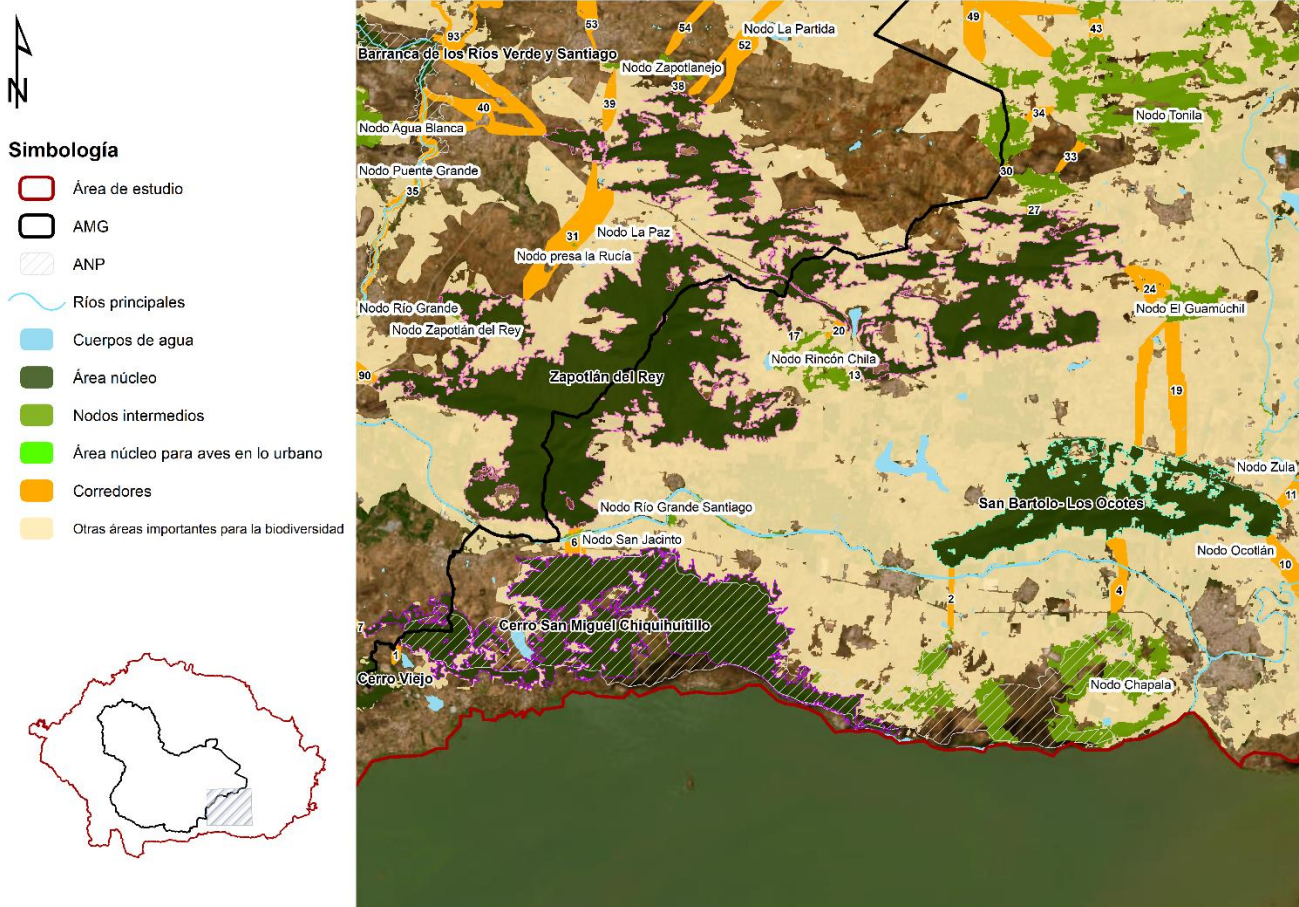 N
Simbología
Área de estudio
AMG
ANP
Ríos principales
Cuerpos de agua
Área núcleo
Nodos intermedios
Área núcleo para aves en lo urbano
Corredores
Otras áreas importantes para la biodiversidad
53
54
49
43
93
52
Nodo La Partida
Barranca de los Ríos Verde y Santiago
Nodo Zapotlanejo
38
40
39
34
Nodo Tonila
Nodo Agua Blanca
33
Nodo Puente Grande
30
35
27
31
Nodo La Paz
Nodo presa la Rucía
24
Nodo Río Grande
Nodo El Guamúchil
Nodo Zapotlán del Rey
17
20
Nodo Rincón Chila
90
Zapotlán del Rey
13
19
Nodo Zula
11
San Bartolo- Los Ocotes
Nodo Río Grande Santiago
6
Nodo San Jacinto
Nodo Ocotlán
10
2
4
7
Cerro San Miguel Chiquihuitillo
1
Cerro Viejo
Nodo Chapala